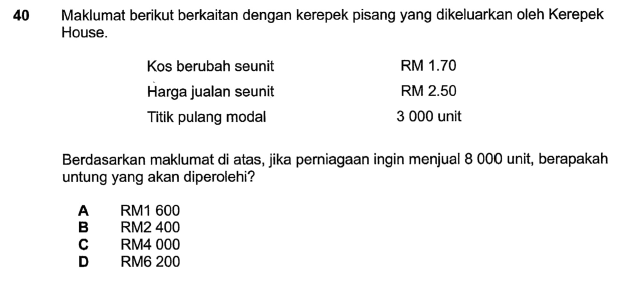 40 Maklumat berikut berkaitan dengan kerepek pisang yang dikeluarkan oleh Kerepek
House.
Kos berubah seunit RM 1.70
Harga jualan seunit RM 2.50
Titik pulang modal 3 000 unit
Berdasarkan maklumat di atas, jika perniagaan ingin menjual 8 000 unit, berapakah
untung yang akan diperolehi?
A RM1 600
B RM2 400
C RM4 000
D RM6 200